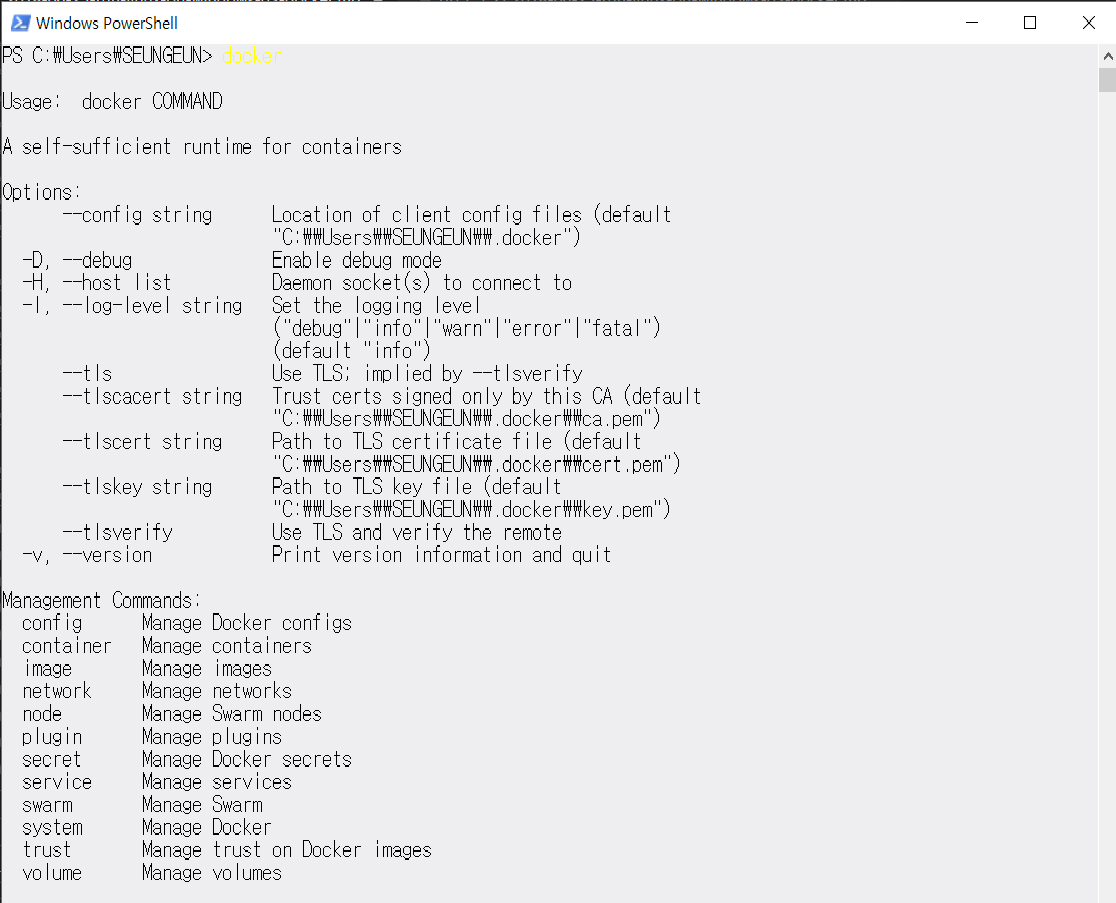 Windows PowerShell
PS C:₩Users₩SEUNGEUN> docker
Usage:  docker COMMAND
A self-sufficient runtime for containers
Options:
      --config string      Location of client config files (default
                           "C:₩₩Users₩₩SEUNGEUN₩₩.docker")
  -D, --debug              Enable debug mode
  -H, --host list          Daemon socket(s) to connect to
  -l, --log-level string   Set the logging level
                           ("debug"|"info"|"warn"|"error"|"fatal")
                           (default "info")
      --tls                Use TLS; implied by --tlsverify
      --tlscacert string   Trust certs signed only by this CA (default
                           "C:₩₩Users₩₩SEUNGEUN₩₩.docker₩₩ca.pem")
      --tlscert string     Path to TLS certificate file (default
                           "C:₩₩Users₩₩SEUNGEUN₩₩.docker₩₩cert.pem")
      --tlskey string      Path to TLS key file (default
                           "C:₩₩Users₩₩SEUNGEUN₩₩.docker₩₩key.pem")
      --tlsverify          Use TLS and verify the remote
  -v, --version            Print version information and quit
Management Commands:
  config      Manage Docker configs
  container   Manage containers
  image       Manage images
  network     Manage networks
  node        Manage Swarm nodes
  plugin      Manage plugins
  secret      Manage Docker secrets
  service     Manage services
  swarm       Manage Swarm
  system      Manage Docker
  trust       Manage trust on Docker images
  volume      Manage volumes